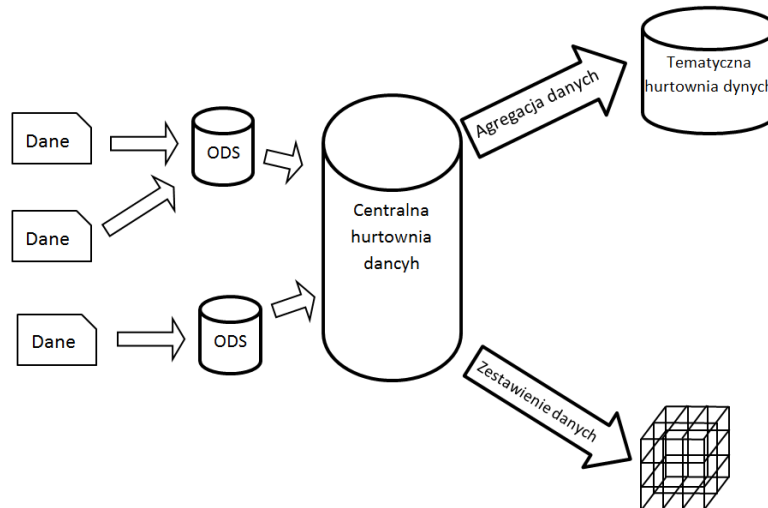 Dane
Dane
Dane
ODS
ODS
Centralna
hurtownia
dancyh
Agregacja danych
Zestawienie danych
Tematyczna
hurtownia dynych